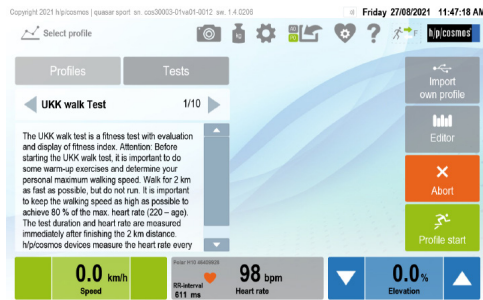 Copyright 2021 h/p/cosmos | quasar sport sn. cos30003-01va01-0012 sw. 1.4.0206
Friday 27/08/2021 11:47:18 AM
Select profile
KG
?
F
h/p/cosmos
Profiles
Tests
Import
own profile
UKK walk Test
1/10
Editor
The UKK walk test is a fitness test with evaluation
and display of fitness index. Attention: Before
starting the UKK walk test, it is important to do
some warm-up exercises and determine your
personal maximum walking speed. Walk for 2 km
as fast as possible, but do not run. It is important
to keep the walking speed as high as possible to
achieve 80 % of the max. heart rate (220 – age).
The test duration and heart rate are measured
immediately after finishing the 2 km distance.
h/p/cosmos devices measure the heart rate every
Abort
Profile start
0.0 km/h
Speed
Polar H10
RR-interval
611 ms
98 bpm
Heart rate
0.0 %
Elevation